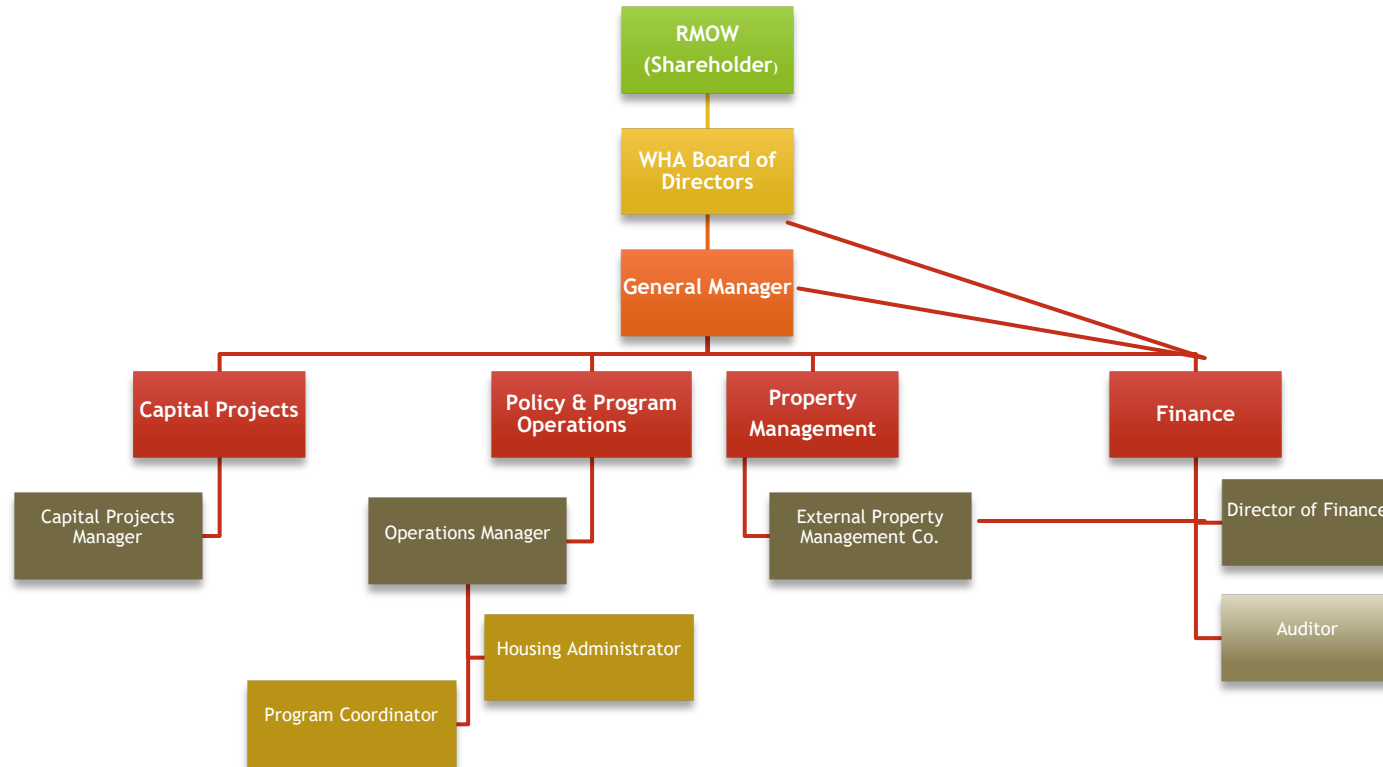 RMOW
(Shareholder)
WHA Board of
Directors
General Manager
Capital Projects
Policy & Program
Operations
Property
Management
Finance
Capital Projects
Manager
Operations Manager
External Property
Management Co.
Director of Finance
Housing Administrator
Auditor
Program Coordinator